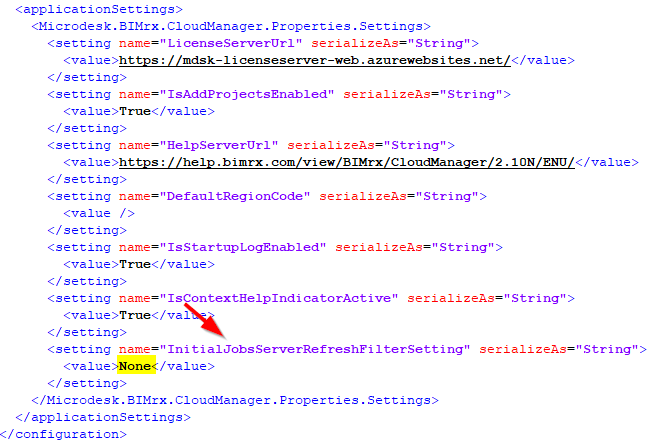 <applicationSettings>
<Microdesk.BIMrx.CloudManager.Properties.Settings>
<setting name="LicenseServerUrl" serializeAs="String">
<value>https://mdsk-licenseserver-web.azurewebsites.net/</value>
</setting>
<setting name="IsAddProjectsEnabled" serializeAs="String">
<value>True</value>
</setting>
<setting name="HelpServerUrl" serializeAs="String">
<value>https://help.bimrx.com/view/BIMrx/CloudManager/2.10N/ENU/</value>
</setting>
<setting name="DefaultRegionCode" serializeAs="String">
<value />
</setting>
<setting name="IsStartupLogEnabled" serializeAs="String">
<value>True</value>
</setting>
<setting name="IsContextHelpIndicatorActive" serializeAs="String">
<value>True</value>
</setting>
<setting name="InitialJobsServerRefreshFilterSetting" serializeAs="String">
<value>None</value>
</setting>
</Microdesk.BIMrx.CloudManager.Properties.Settings>
</applicationSettings>
</configuration>